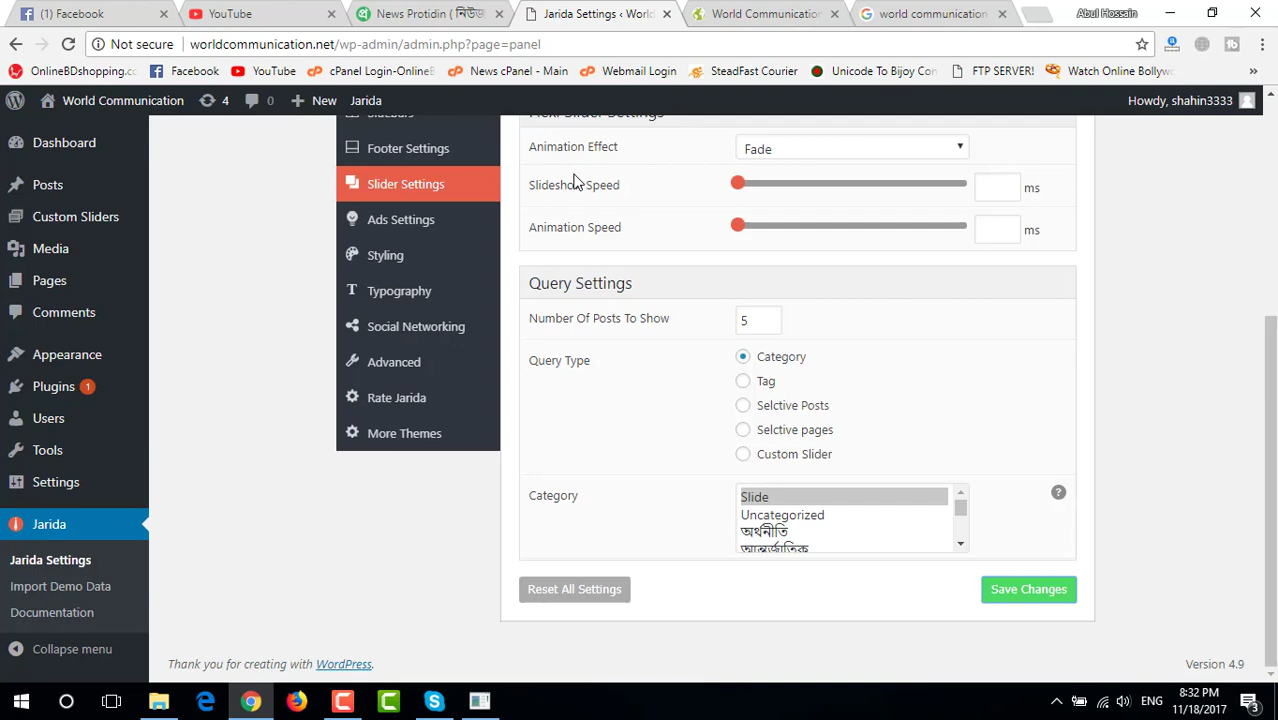 (1) Facebook
YouTube
News Protidin ( নিউজ
Jarida Settings ‹ World
World Communication
world communication
Abul Hossain
Not secure
worldcommunication.net/wp-admin/admin.php?page=panel
OnlineBDshopping.co
Facebook
YouTube
cPanel Login-OnlineB
News cPanel - Main
Webmail Login
SteadFast Courier
Unicode To Bijoy Con
FTP SERVER!
Watch Online Bollyw
World Communication
4
0
New
Jarida
Howdy, shahin3333
Dashboard
Posts
Custom Sliders
Media
Pages
Comments
Appearance
Plugins 1
Users
Tools
Settings
Jarida
Jarida Settings
Import Demo Data
Documentation
Collapse menu
Sidebars
Footer Settings
Slider Settings
Ads Settings
Styling
Typography
Social Networking
Advanced
Rate Jarida
More Themes
Flexi Slider Settings
Animation Effect
Fade
Slideshow Speed
ms
Animation Speed
ms
Query Settings
Number Of Posts To Show
5
Query Type
Category
Tag
Selctive Posts
Selctive pages
Custom Slider
Category
Slide
Uncategorized
অর্থনীতি
আন্তর্জাতিক
?
Reset All Settings
Save Changes
Thank you for creating with WordPress.
Version 4.9
ENG
8:32 PM
11/18/2017
3